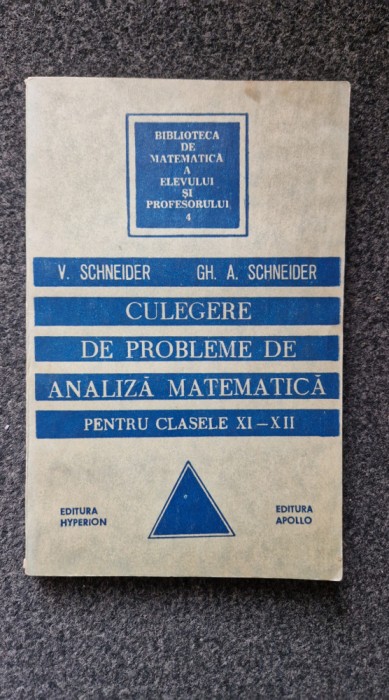 BIBLIOTECA
DE
MATEMATICĂ
A
ELEVULUI
ȘI
PROFESORULUI
4
V. SCHNEIDER GH. A. SCHNEIDER
CULEGERE
DE PROBLEME DE
ANALIZĂ MATEMATICĂ
PENTRU CLASELE XI–XII
EDITURA
HYPERION
EDITURA
APOLLO